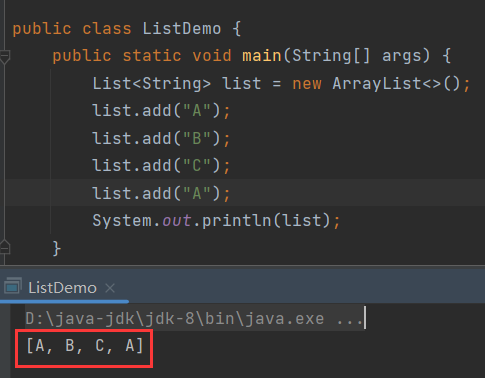 public class ListDemo {
public static void main(String[] args) {
List<String> list = new ArrayList<>();
list.add("A");
list.add("B");
list.add("C");
list.add("A");
System.out.println(list);
}
ListDemo ×
D:\java-jdk\jdk-8\bin\java.exe ...
[A, B, C, A]